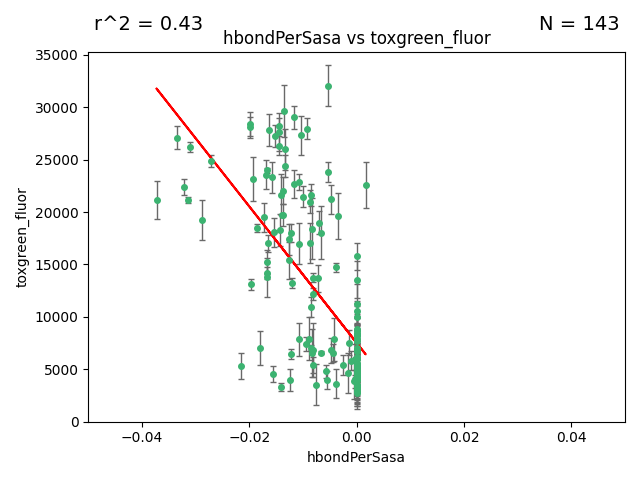 r^2 = 0.43
N = 143
hbondPerSasa vs toxgreen_fluor
35000
30000
25000
20000
15000
10000
5000
0
toxgreen_fluor
−0.04
−0.02
0.00
0.02
0.04
hbondPerSasa